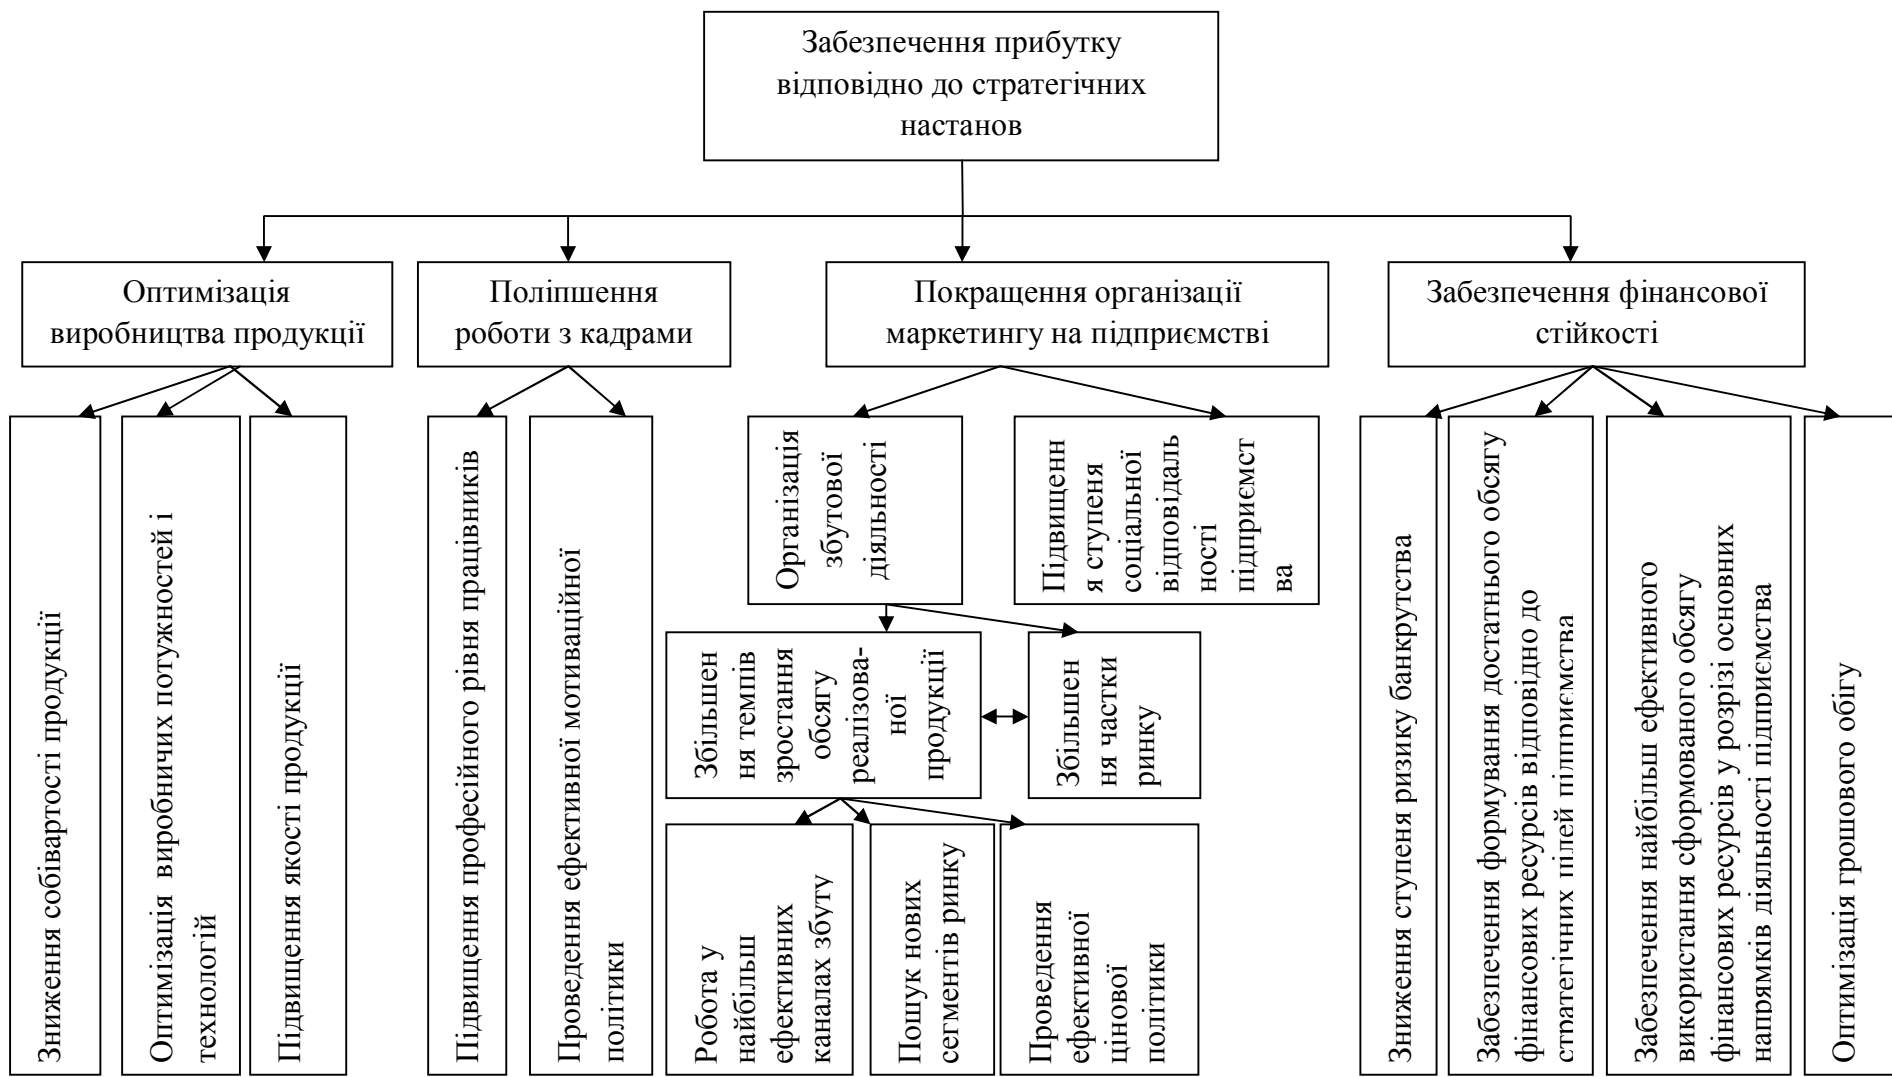 Забезпечення прибутку
відповідно до стратегічних
настанов
Оптимізація
виробництва продукції
Поліпшення
роботи з кадрами
Покращення організації
маркетингу на підприємстві
Забезпечення фінансової
стійкості
Зниження собівартості продукції
Оптимізація виробничих потужностей і
технологій
Підвищення якості продукції
Підвищення професійного рівня працівників
Проведення ефективної мотиваційної
політики
Організація
збутової
діяльності
Підвищенн
я ступеня
соціальної
відповідаль
ності
підприємст
ва
Збільшен
ня темпів
зростання
обсягу
реалізова-
ної
продукції
Збільшен
ня частки
ринку
Робота у
найбільш
ефективних
каналах збуту
Пошук нових
сегментів ринку
Проведення
ефективної
цінової
політики
Зниження ступеня ризику банкрутства
Забезпечення формування достатнього обсягу
фінансових ресурсів відповідно до
стратегічних цілей підприємства
Забезпечення найбільш ефективного
використання сформованого обсягу
фінансових ресурсів у розрізі основних
напрямків діяльності підприємства
Оптимізація грошового обігу